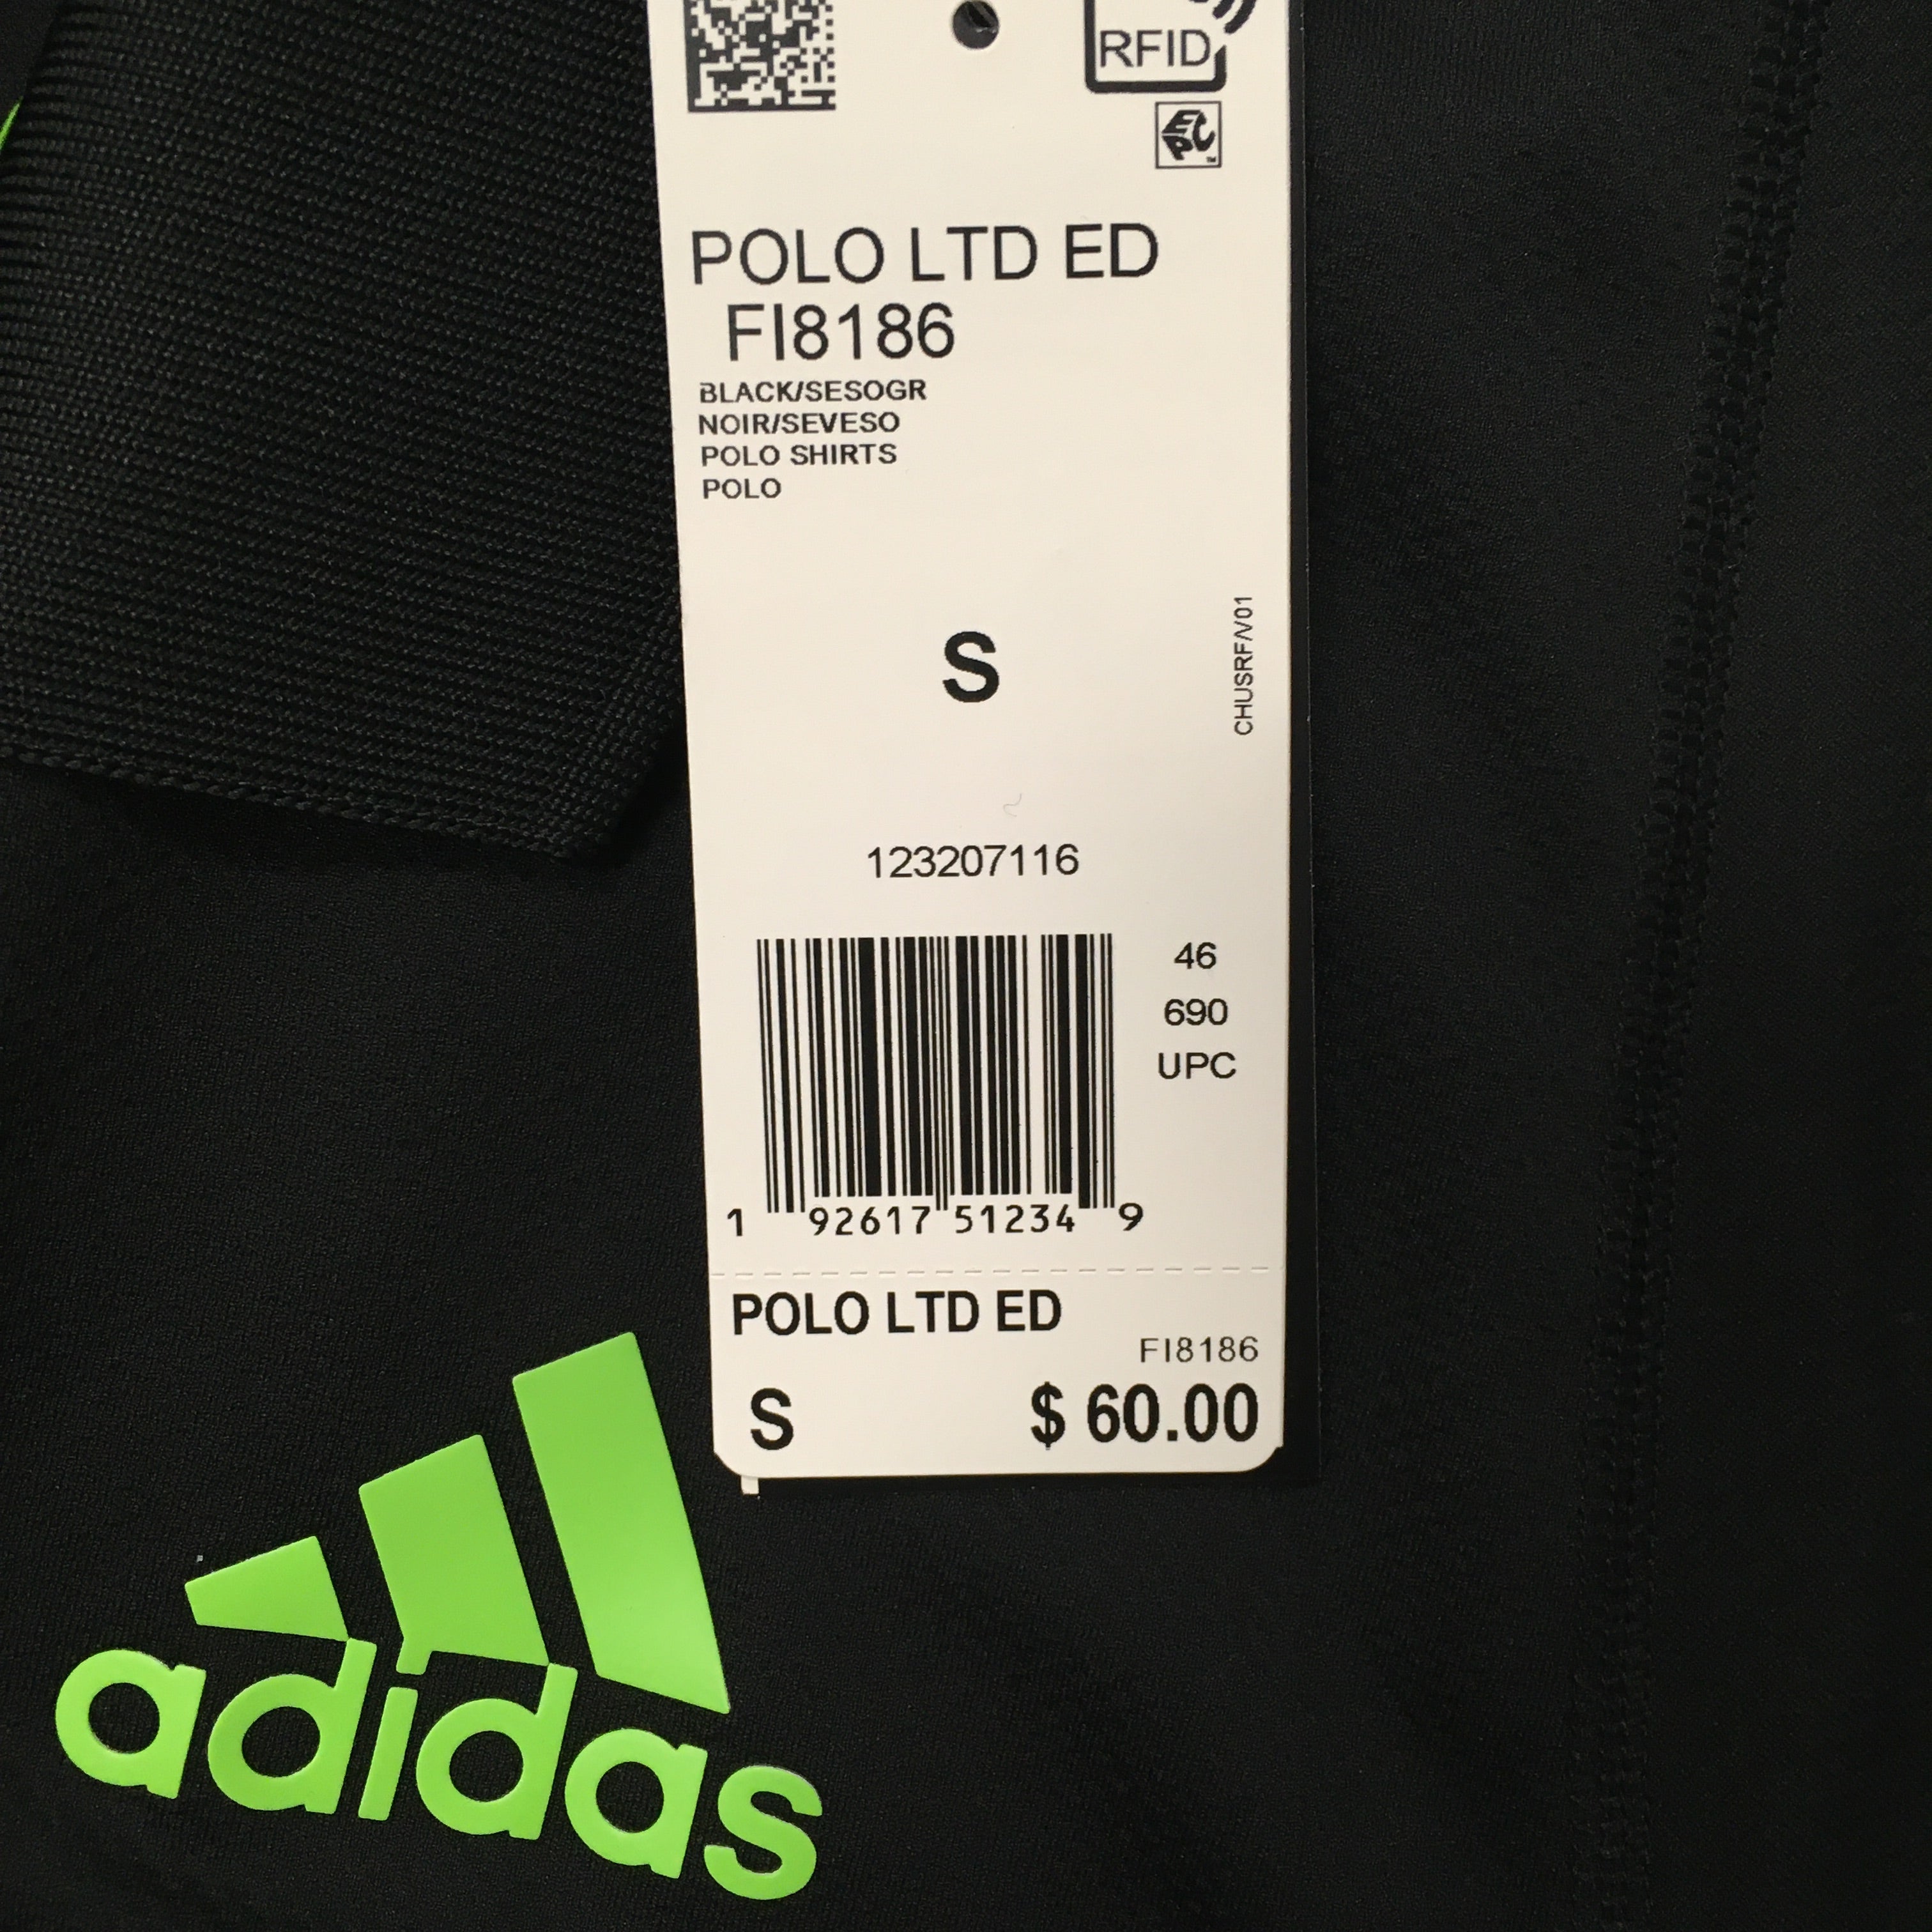 RFID
EPC
POLO LTD ED
FI8186
BLACK/SESOGR
NOIR/SEVESO
POLO SHIRTS
POLO
S
CHUSRF/V01
123207116
46
690
UPC
1 92617 51234 9
POLO LTD ED
FI8186
S $ 60.00
adidas